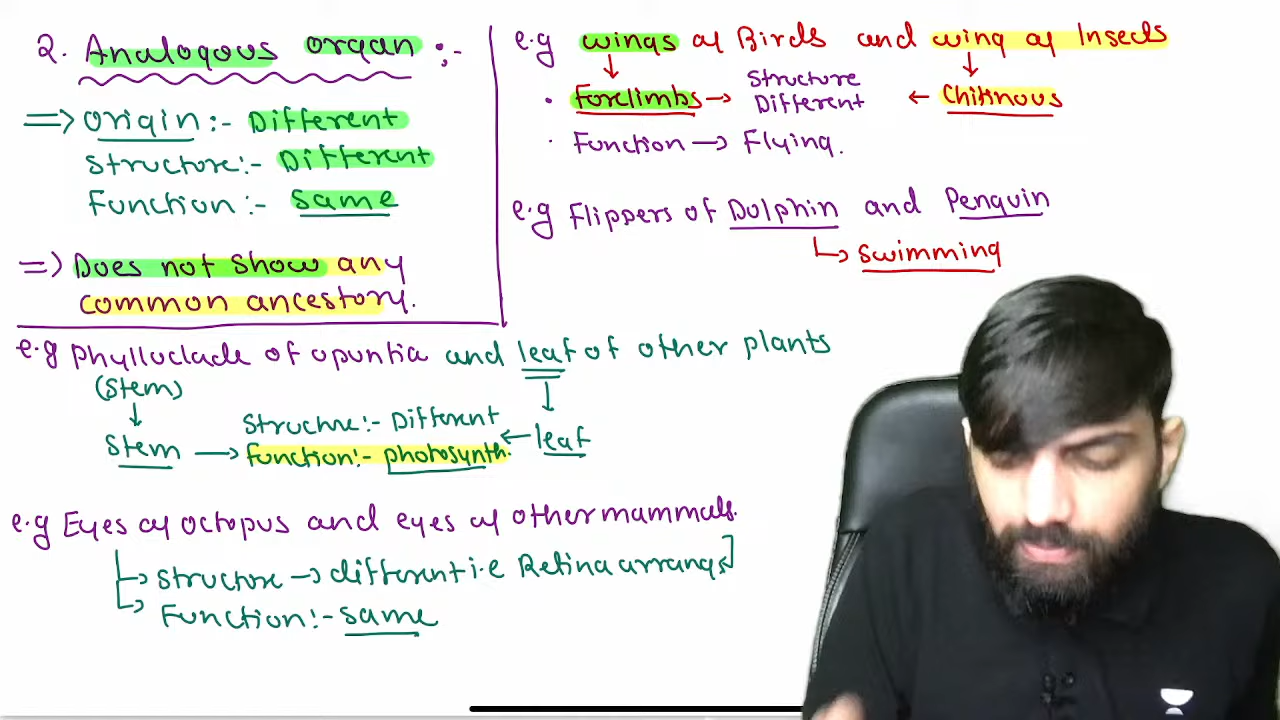 2. Analogous organ :-
=> origin :- Different
Structure:- Different
Function :- Same
=> Does not show any
common ancestory.
e.g wings of Birds and wing of Insects
• Forelimbs → Structure Different ← Chitinous
• Function → Flying.
e.g Flippers of Dolphin and Penguin
Swimming
e.g Phylloclade of opuntia and leaf of other plants
(Stem)
Stem → Structure:- Different ← leaf
function:- photosynth.
e.g Eyes of octopus and eyes of other mammals.
→ Structure → different i.e Retina
→ Function:- same